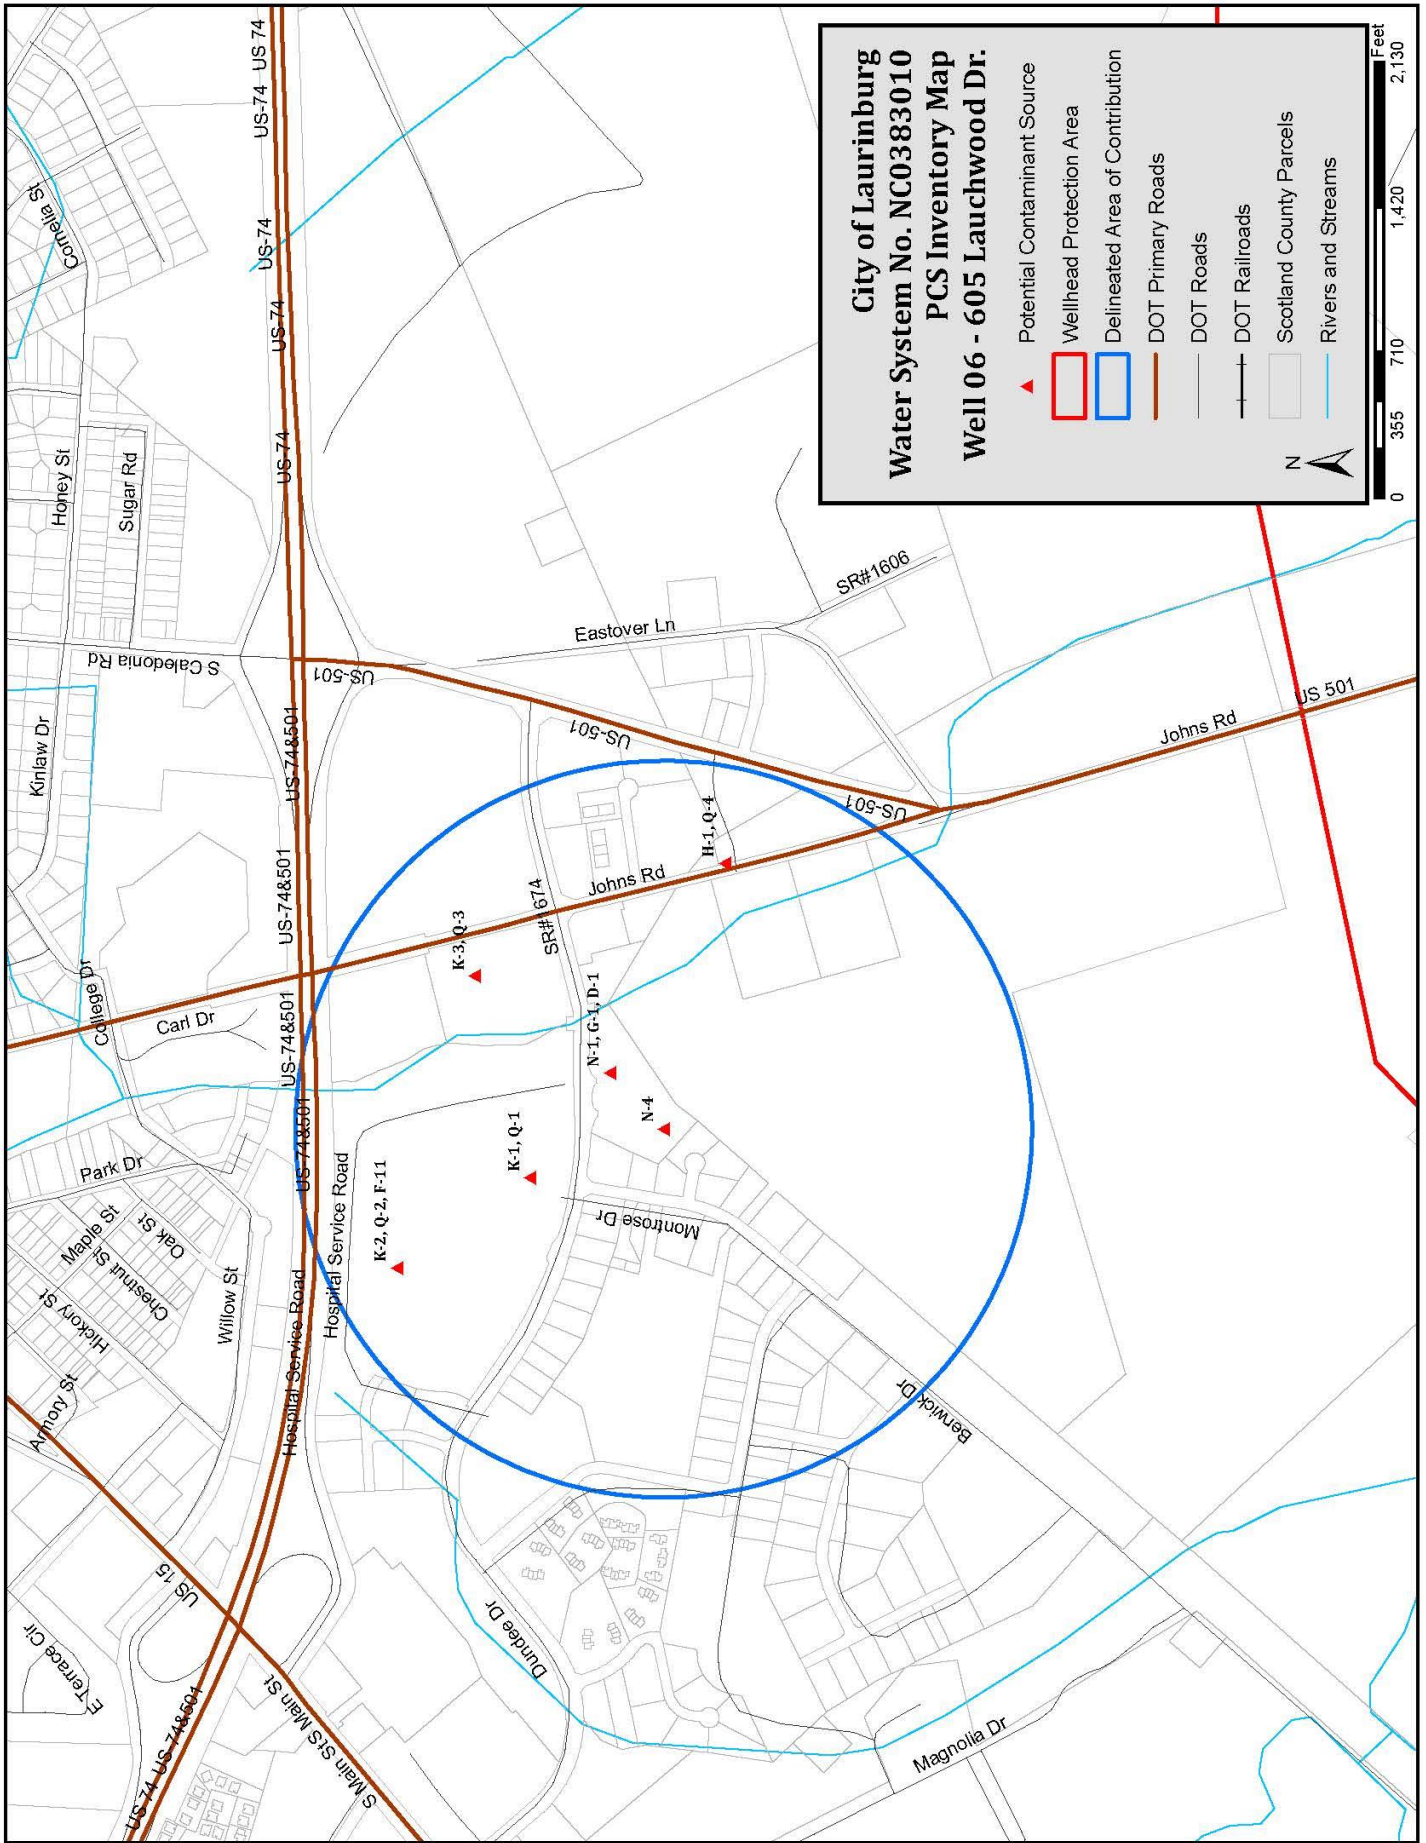 City of Laurinburg
Water System No. NC0383010
PCS Inventory Map
Well 06 - 605 Lauchwood Dr.
Potential Contaminant Source
Wellhead Protection Area
Delineated Area of Contribution
DOT Primary Roads
DOT Roads
DOT Railroads
Scotland County Parcels
Rivers and Streams
N
0 355 710 1,420 2,130
Feet
US 74
US-74
US-74
US-74
US-74
US-74&501
US-74&501
US-74&501
US 74&501
US-74&501
US 74
Cornelia St
Honey St
Sugar Rd
S Caledonia Rd
Kinlaw Dr
College Dr
Carl Dr
Park Dr
Maple St
Oak St
Chestnut St
Hickory St
Willow St
Armory St
Hospital Service Road
Hospital Service Road
US 15
E Terrace Cir
S Main St
S Main St
S Main St
Dundee Dr
Magnolia Dr
Berwick Dr
Montrose Dr
K-2, Q-2, F-11
K-1, Q-1
K-3, Q-3
N-1, G-1, D-1
N-4
H-1, Q-4
SR#1674
Johns Rd
US-501
US-501
US-501
Eastover Ln
SR#1606
Johns Rd
US 501